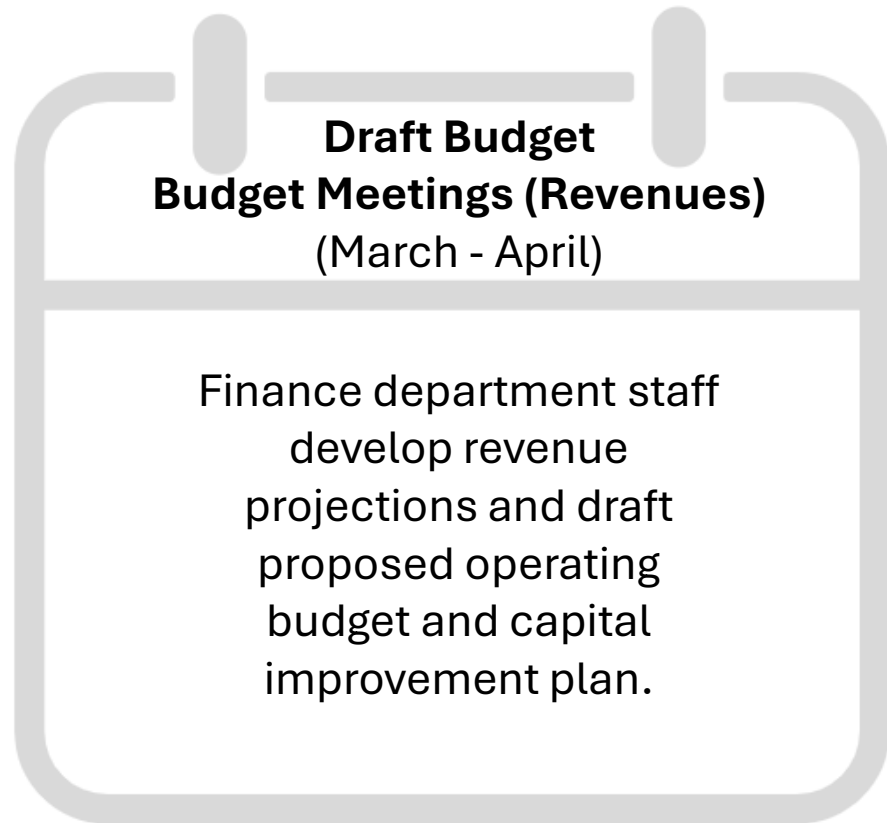 Draft Budget
Budget Meetings (Revenues)
(March - April)
Finance department staff
develop revenue
projections and draft
proposed operating
budget and capital
improvement plan.